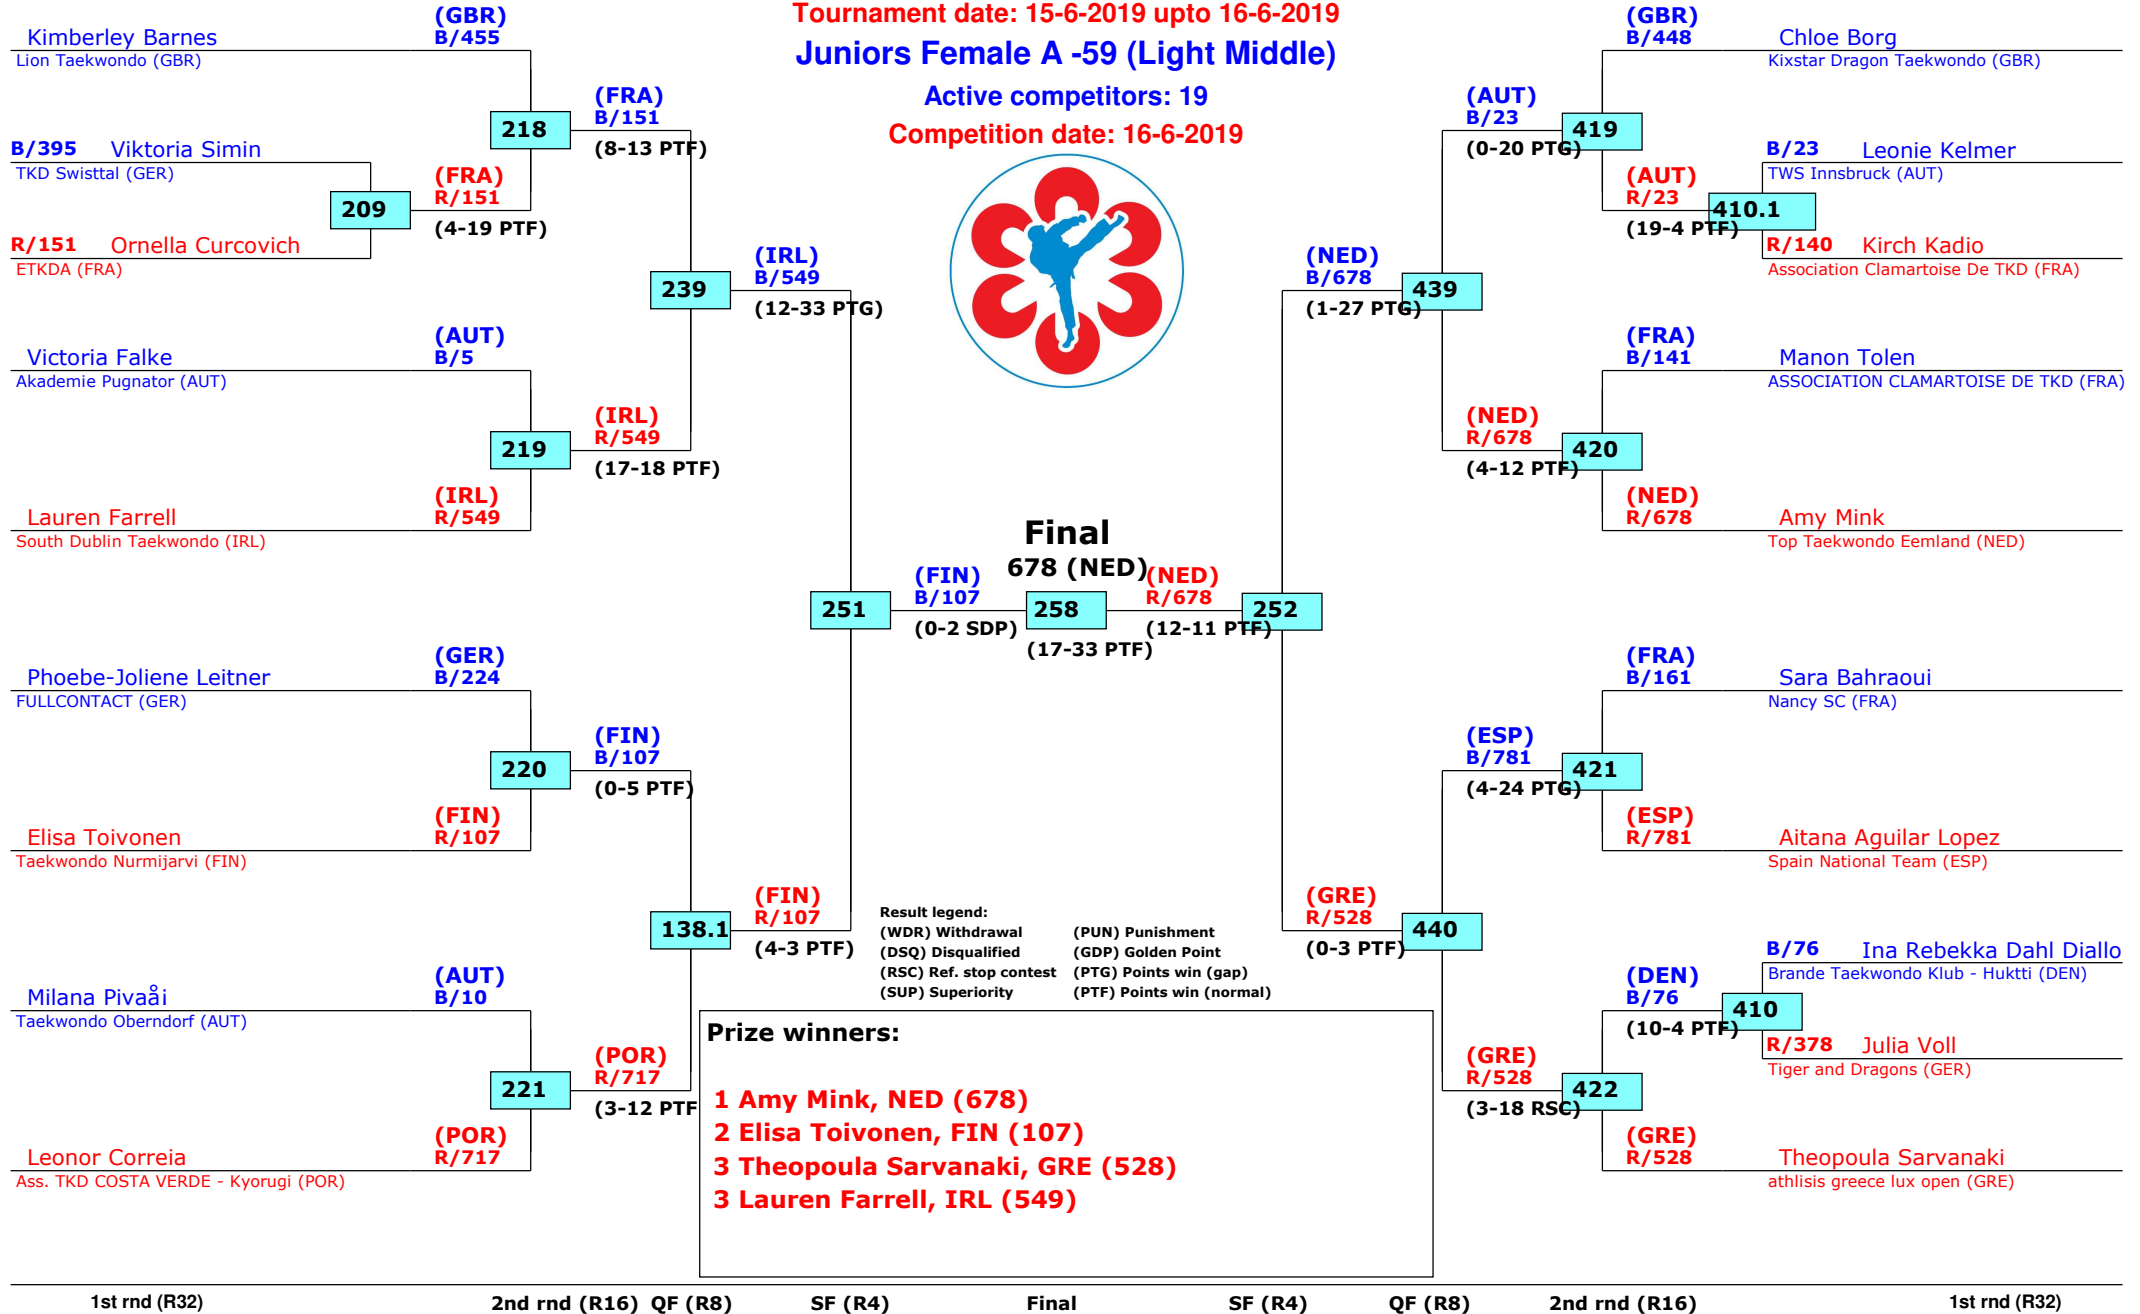 Tournament date: 15-6-2019 upto 16-6-2019
Juniors Female A -59 (Light Middle)
Active competitors: 19
Competition date: 16-6-2019
Kimberley Barnes
Lion Taekwondo (GBR)
(GBR)
B/455
B/395 Viktoria Simin
TKD Swisttal (GER)
209
R/151 Ornella Curcovich
ETKDA (FRA)
(FRA)
R/151
(4-19 PTF)
218
(FRA)
B/151
(8-13 PTF)
Victoria Falke
Akademie Pugnator (AUT)
(AUT)
B/5
219
Lauren Farrell
South Dublin Taekwondo (IRL)
(IRL)
R/549
(IRL)
R/549
(17-18 PTF)
239
(IRL)
B/549
(12-33 PTG)
Phoebe-Joliene Leitner
FULLCONTACT (GER)
(GER)
B/224
220
Elisa Toivonen
Taekwondo Nurmijarvi (FIN)
(FIN)
R/107
(FIN)
B/107
(0-5 PTF)
Milana Pivaåi
Taekwondo Oberndorf (AUT)
(AUT)
B/10
221
Leonor Correia
Ass. TKD COSTA VERDE - Kyorugi (POR)
(POR)
R/717
(POR)
R/717
(3-12 PTF
138.1
(FIN)
R/107
(4-3 PTF)
251
(FIN)
B/107
(0-2 SDP)
Final
678 (NED)
258
(17-33 PTF)
(NED)
R/678
(12-11 PTF)
252
(NED)
B/678
(1-27 PTG)
439
(AUT)
B/23
(0-20 PTG)
419
(GBR)
B/448
Chloe Borg
Kixstar Dragon Taekwondo (GBR)
(AUT)
R/23
(19-4 PTF)
410.1
B/23 Leonie Kelmer
TWS Innsbruck (AUT)
R/140 Kirch Kadio
Association Clamartoise De TKD (FRA)
(NED)
R/678
(4-12 PTF)
420
(FRA)
B/141
Manon Tolen
ASSOCIATION CLAMARTOISE DE TKD (FRA)
(NED)
R/678
Amy Mink
Top Taekwondo Eemland (NED)
(GRE)
R/528
(0-3 PTF)
440
(ESP)
B/781
(4-24 PTG)
421
(FRA)
B/161
Sara Bahraoui
Nancy SC (FRA)
(ESP)
R/781
Aitana Aguilar Lopez
Spain National Team (ESP)
(GRE)
R/528
(3-18 RSC)
422
(DEN)
B/76
(10-4 PTF)
410
B/76 Ina Rebekka Dahl Diallo
Brande Taekwondo Klub - Huktti (DEN)
R/378 Julia Voll
Tiger and Dragons (GER)
(GRE)
R/528
Theopoula Sarvanaki
athlisis greece lux open (GRE)
Result legend:
(WDR) Withdrawal (PUN) Punishment
(DSQ) Disqualified (GDP) Golden Point
(RSC) Ref. stop contest (PTG) Points win (gap)
(SUP) Superiority (PTF) Points win (normal)
Prize winners:
1 Amy Mink, NED (678)
2 Elisa Toivonen, FIN (107)
3 Theopoula Sarvanaki, GRE (528)
3 Lauren Farrell, IRL (549)
1st rnd (R32) 2nd rnd (R16) QF (R8) SF (R4) Final SF (R4) QF (R8) 2nd rnd (R16) 1st rnd (R32)